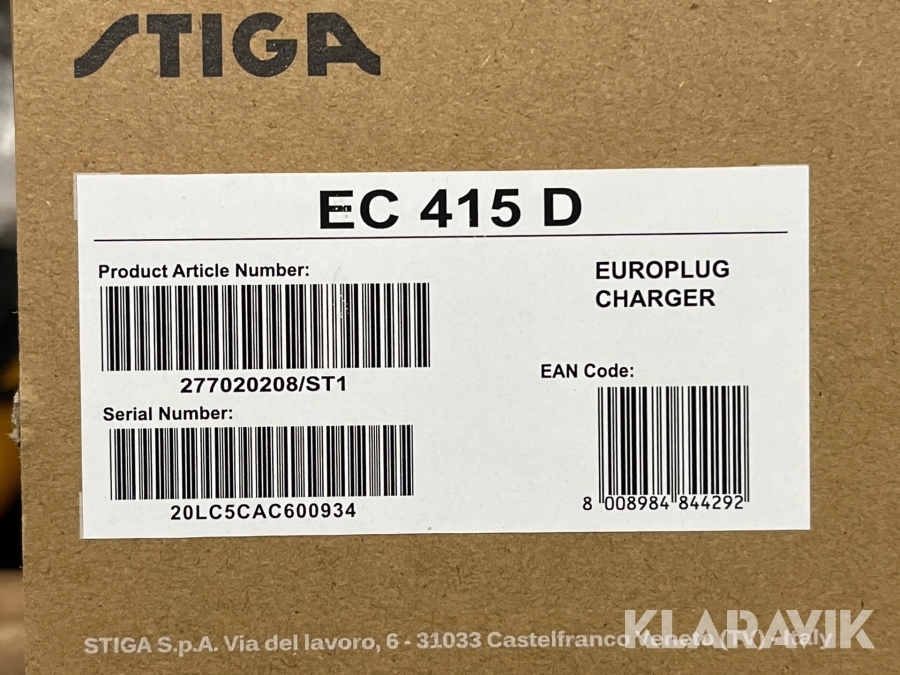 STIGA
EC 415 D
Product Article Number:
277020208/ST1
Serial Number:
20LC5CAC600934
EUROPLUG
CHARGER
EAN Code:
8 008984 844292
STIGA S.p.A. Via del lavoro, 6 - 31033 Castelfranco Veneto (TV) - Italy
KLARAVIK